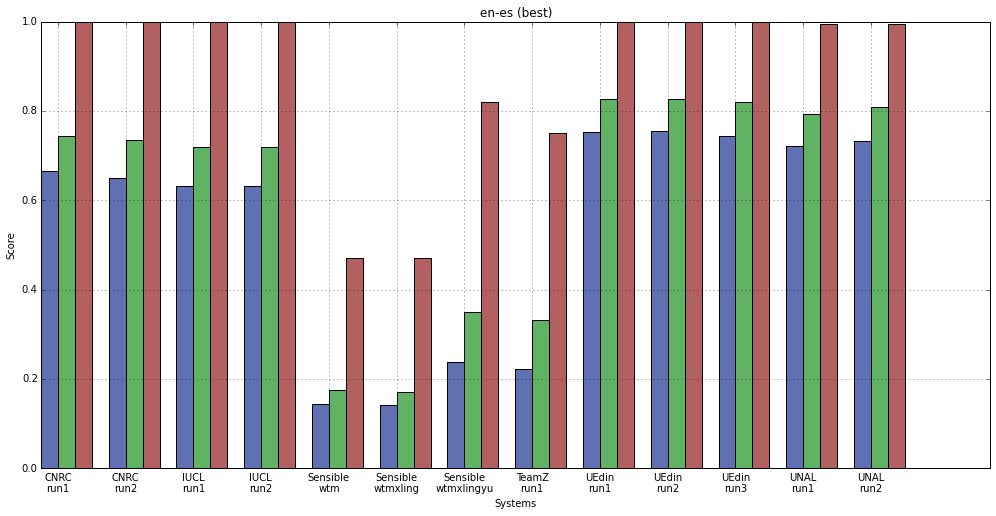 en-es (best)
1.0
0.8
0.6
0.4
0.2
0.0
Score
CNRC CNRC IUCL IUCL Sensible Sensible Sensible TeamZ UEdin UEdin UEdin UNAL UNAL
run1 run2 run1 run2 wtm wtmxling wtmxlingyu run1 run1 run2 run3 run1 run2
Systems